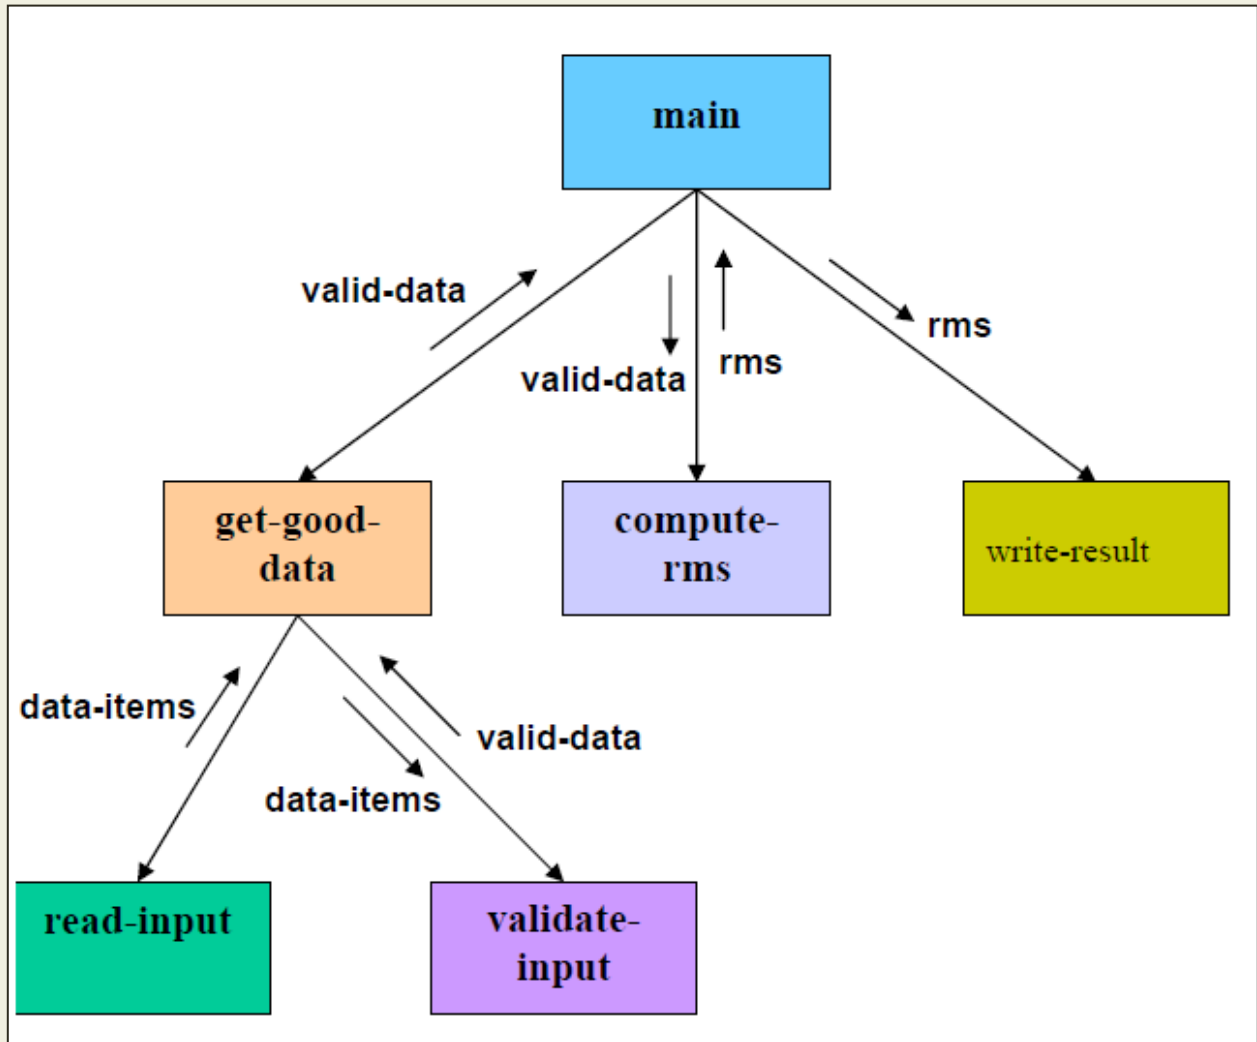 main
valid-data
valid-data
rms
rms
get-good-
data
compute-
rms
write-result
data-items
data-items
valid-data
read-input
validate-
input